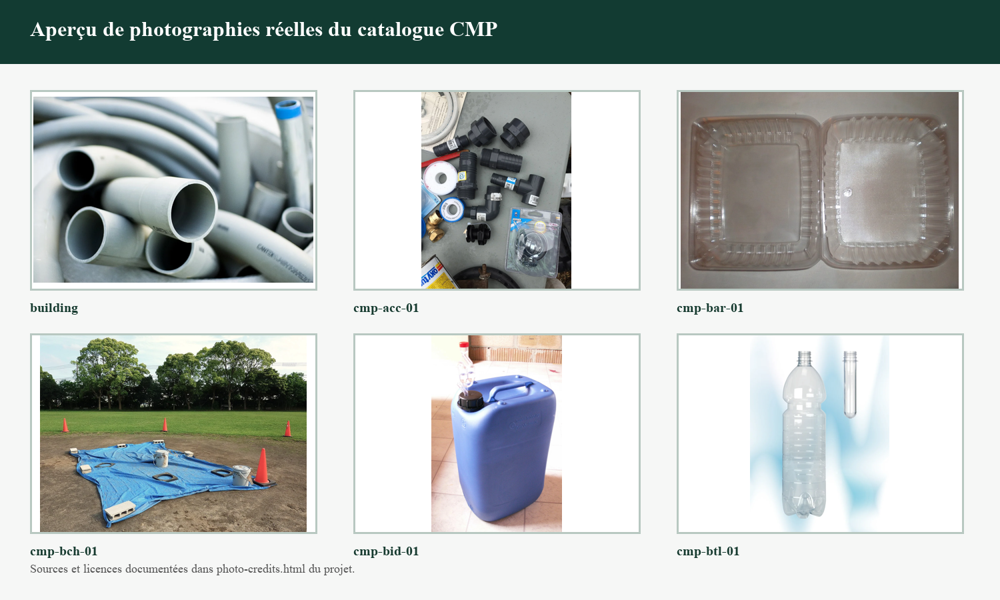 Aperçu de photographies réelles du catalogue CMP
building
cmp-acc-01
cmp-bar-01
cmp-bch-01
cmp-bid-01
cmp-btl-01
Sources et licences documentées dans photo-credits.html du projet.